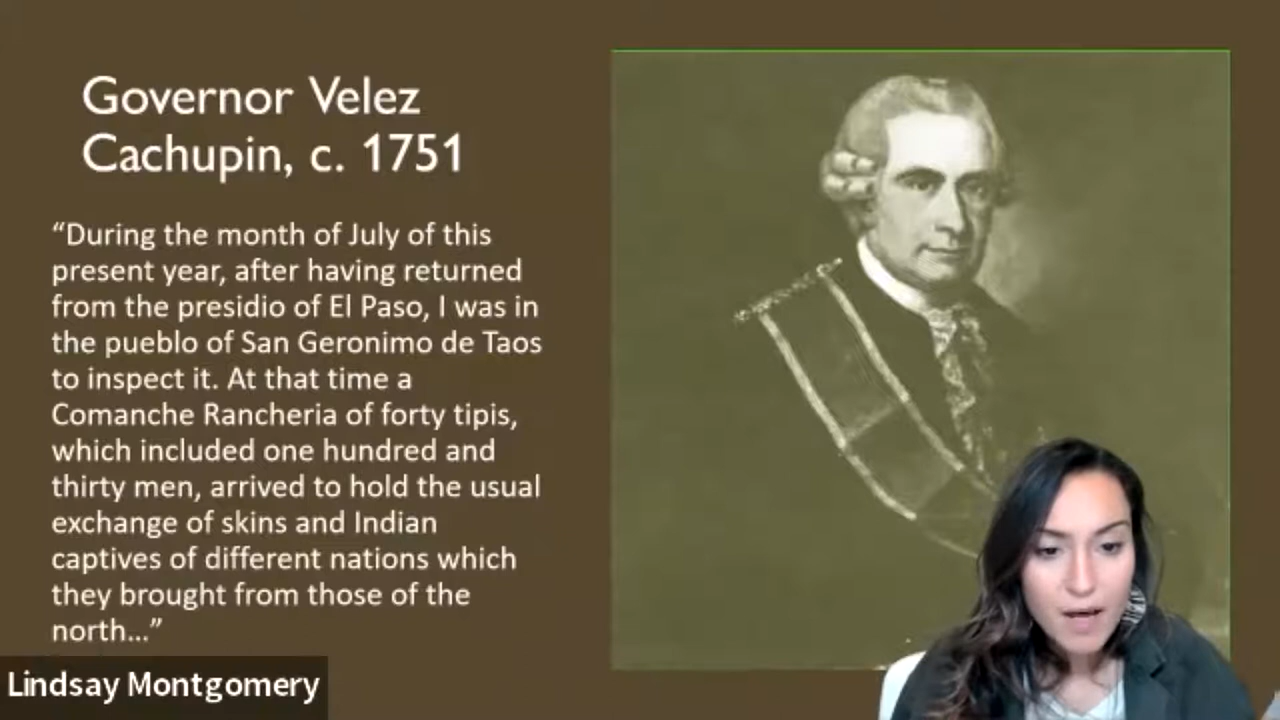 Governor Velez
Cachupin, c. 1751
“During the month of July of this
present year, after having returned
from the presidio of El Paso, I was in
the pueblo of San Geronimo de Taos
to inspect it. At that time a
Comanche Rancheria of forty tipis,
which included one hundred and
thirty men, arrived to hold the usual
exchange of skins and Indian
captives of different nations which
they brought from those of the
north…”
Lindsay Montgomery